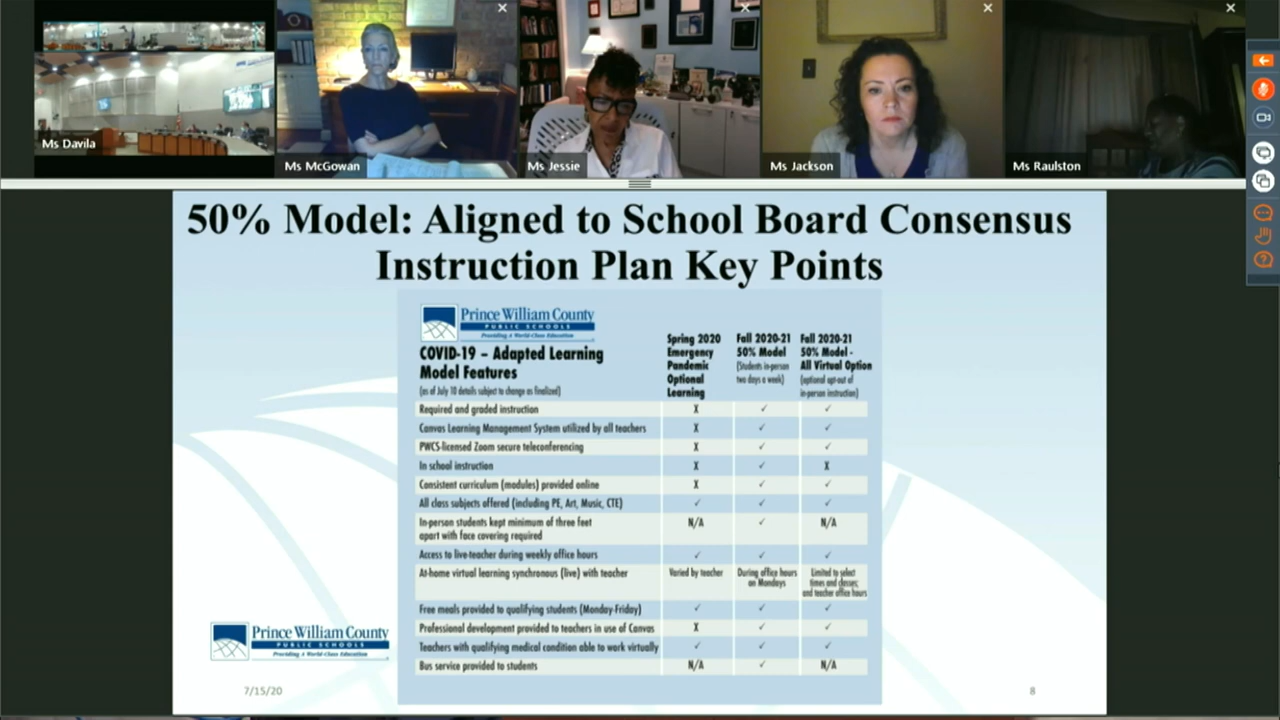 Ms Davila
Ms McGowan
Ms Jessie
Ms Jackson
Ms Raulston
50% Model: Aligned to School Board Consensus
Instruction Plan Key Points
Prince William County
PUBLIC SCHOOLS
Providing A World-Class Education
COVID-19 – Adapted Learning
Model Features
(as of July 10 details subject to change as finalized)
Spring 2020
Emergency
Pandemic
Optional
Learning
Fall 2020-21
50% Model
(Students in-person
two days a week)
Fall 2020-21
50% Model -
All Virtual Option
(optional opt-out of
in-person instruction)
Required and graded instruction X ✓ ✓
Canvas Learning Management System utilized by all teachers X ✓ ✓
PWCS-licensed Zoom secure teleconferencing X ✓ ✓
In school instruction X ✓ X
Consistent curriculum (modules) provided online X ✓ ✓
All class subjects offered (including PE, Art, Music, CTE) ✓ ✓ ✓
In-person students kept minimum of three feet N/A ✓ N/A
apart with face covering required
Access to live-teacher during weekly office hours ✓ ✓ ✓
At-home virtual learning synchronous (live) with teacher
Varied by teacher
During office hours
on Mondays
Limited to select
times and classes;
and teacher office hours
Free meals provided to qualifying students (Monday-Friday) ✓ ✓ ✓
Professional development provided to teachers in use of Canvas X ✓ ✓
Teachers with qualifying medical condition able to work virtually ✓ ✓ ✓
Bus service provided to students N/A ✓ N/A
Prince William County
PUBLIC SCHOOLS
Providing A World-Class Education
7/15/20
8